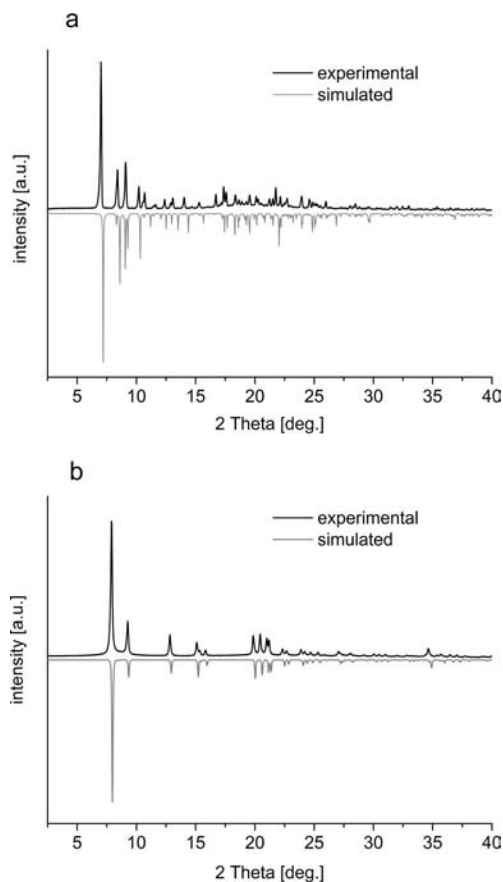 a
experimental
simulated
intensity [a.u.]
5 10 15 20 25 30 35 40
2 Theta [deg.]
b
experimental
simulated
intensity [a.u.]
5 10 15 20 25 30 35 40
2 Theta [deg.]